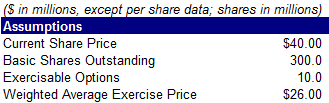 ($ in millions, except per share data; shares in millions)
Assumptions
Current Share Price $40.00
Basic Shares Outstanding 300.0
Exercisable Options 10.0
Weighted Average Exercise Price $26.00